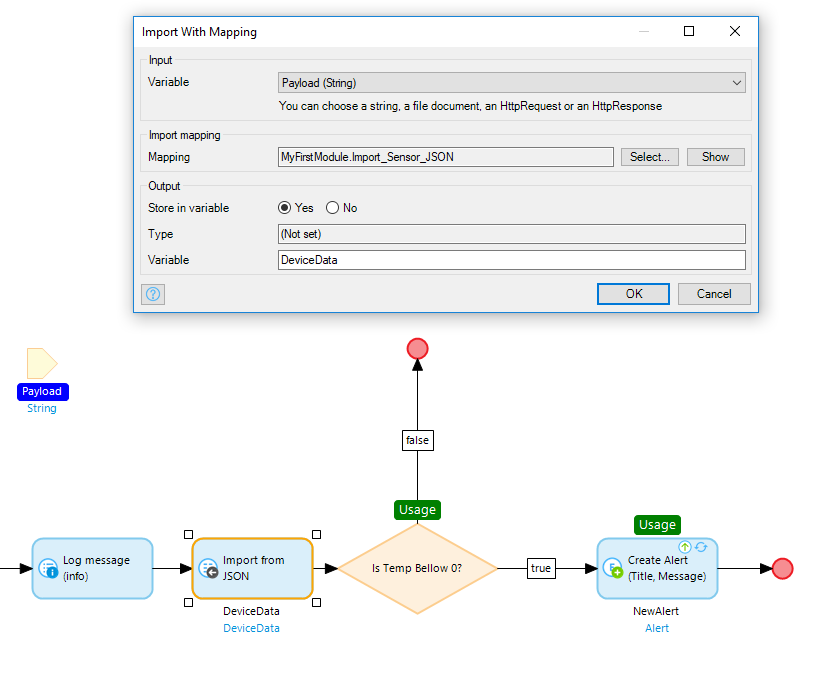 Import With Mapping
Input
Variable
Payload (String)
You can choose a string, a file document, an HttpRequest or an HttpResponse
Import mapping
Mapping
MyFirstModule.Import_Sensor_JSON
Select...
Show
Output
Store in variable
Yes
No
Type
(Not set)
Variable
DeviceData
?
OK
Cancel
Payload
String
false
Usage
Usage
Log message
(info)
Import from
JSON
DeviceData
DeviceData
Is Temp Bellow 0?
true
Create Alert
(Title, Message)
NewAlert
Alert